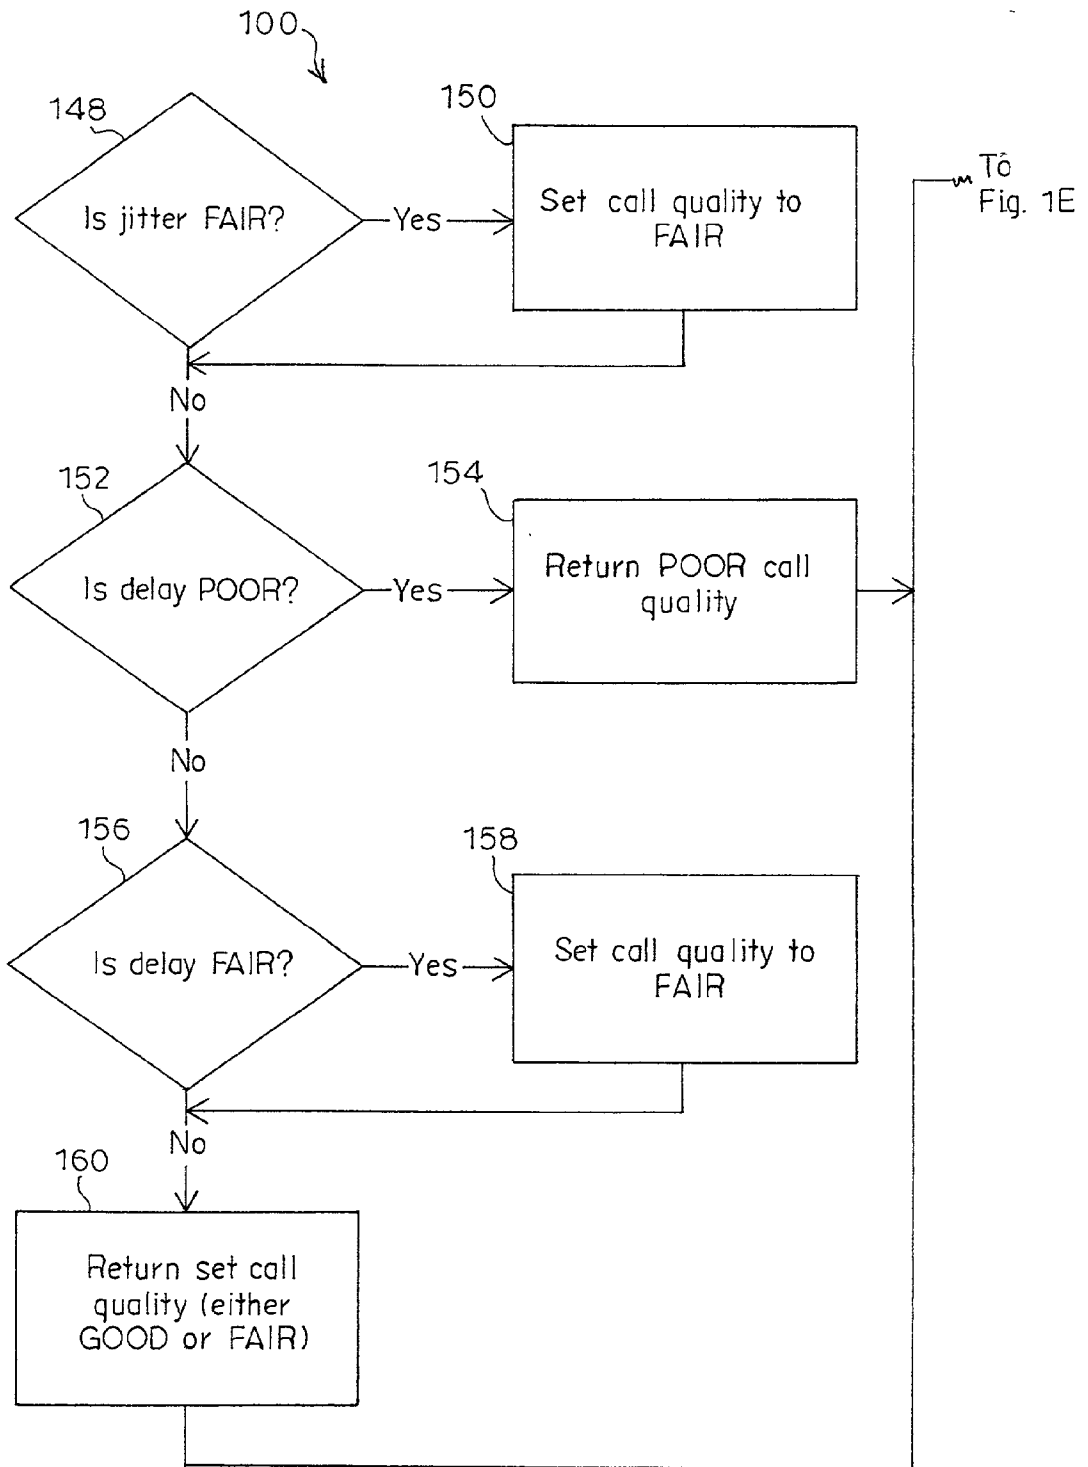 100
148
Is jitter FAIR?
Yes
150
Set call quality to
FAIR
To
Fig. 1E
No
152
Is delay POOR?
Yes
154
Return POOR call
quality
No
156
Is delay FAIR?
Yes
158
Set call quality to
FAIR
No
160
Return set call
quality (either
GOOD or FAIR)